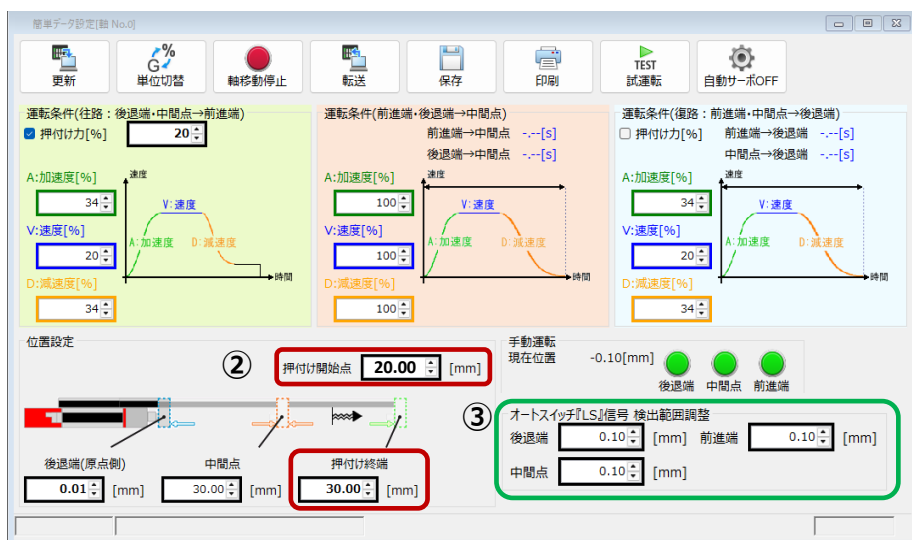 簡単データ設定[軸 No.0]
更新
G %
単位切替
軸移動停止
転送
保存
印刷
TEST
試運転
自動サーボOFF
運転条件(往路：後退端・中間点→前進端)
押付け力[%] 20
A:加速度[%]
34
V:速度[%]
20
D:減速度[%]
34
速度
V:速度
A:加速度 D:減速度
時間
運転条件(前進端・後退端→中間点)
前進端→中間点 -.--[s]
後退端→中間点 -.--[s]
A:加速度[%]
100
V:速度[%]
100
D:減速度[%]
100
速度
V:速度
A:加速度 D:減速度
時間
運転条件(復路：前進端・中間点→後退端)
押付け力[%] 前進端→後退端 -.--[s]
中間点→後退端 -.--[s]
A:加速度[%]
34
V:速度[%]
20
D:減速度[%]
34
速度
V:速度
A:加速度 D:減速度
時間
位置設定
② 押付け開始点 20.00 [mm]
後退端(原点側) 中間点 押付け終端
0.01 [mm] 30.00 [mm] 30.00 [mm]
手動運転
現在位置 -0.10[mm]
後退端 中間点 前進端
③
オートスイッチ『LS』信号 検出範囲調整
後退端 0.10 [mm] 前進端 0.10 [mm]
中間点 0.10 [mm]